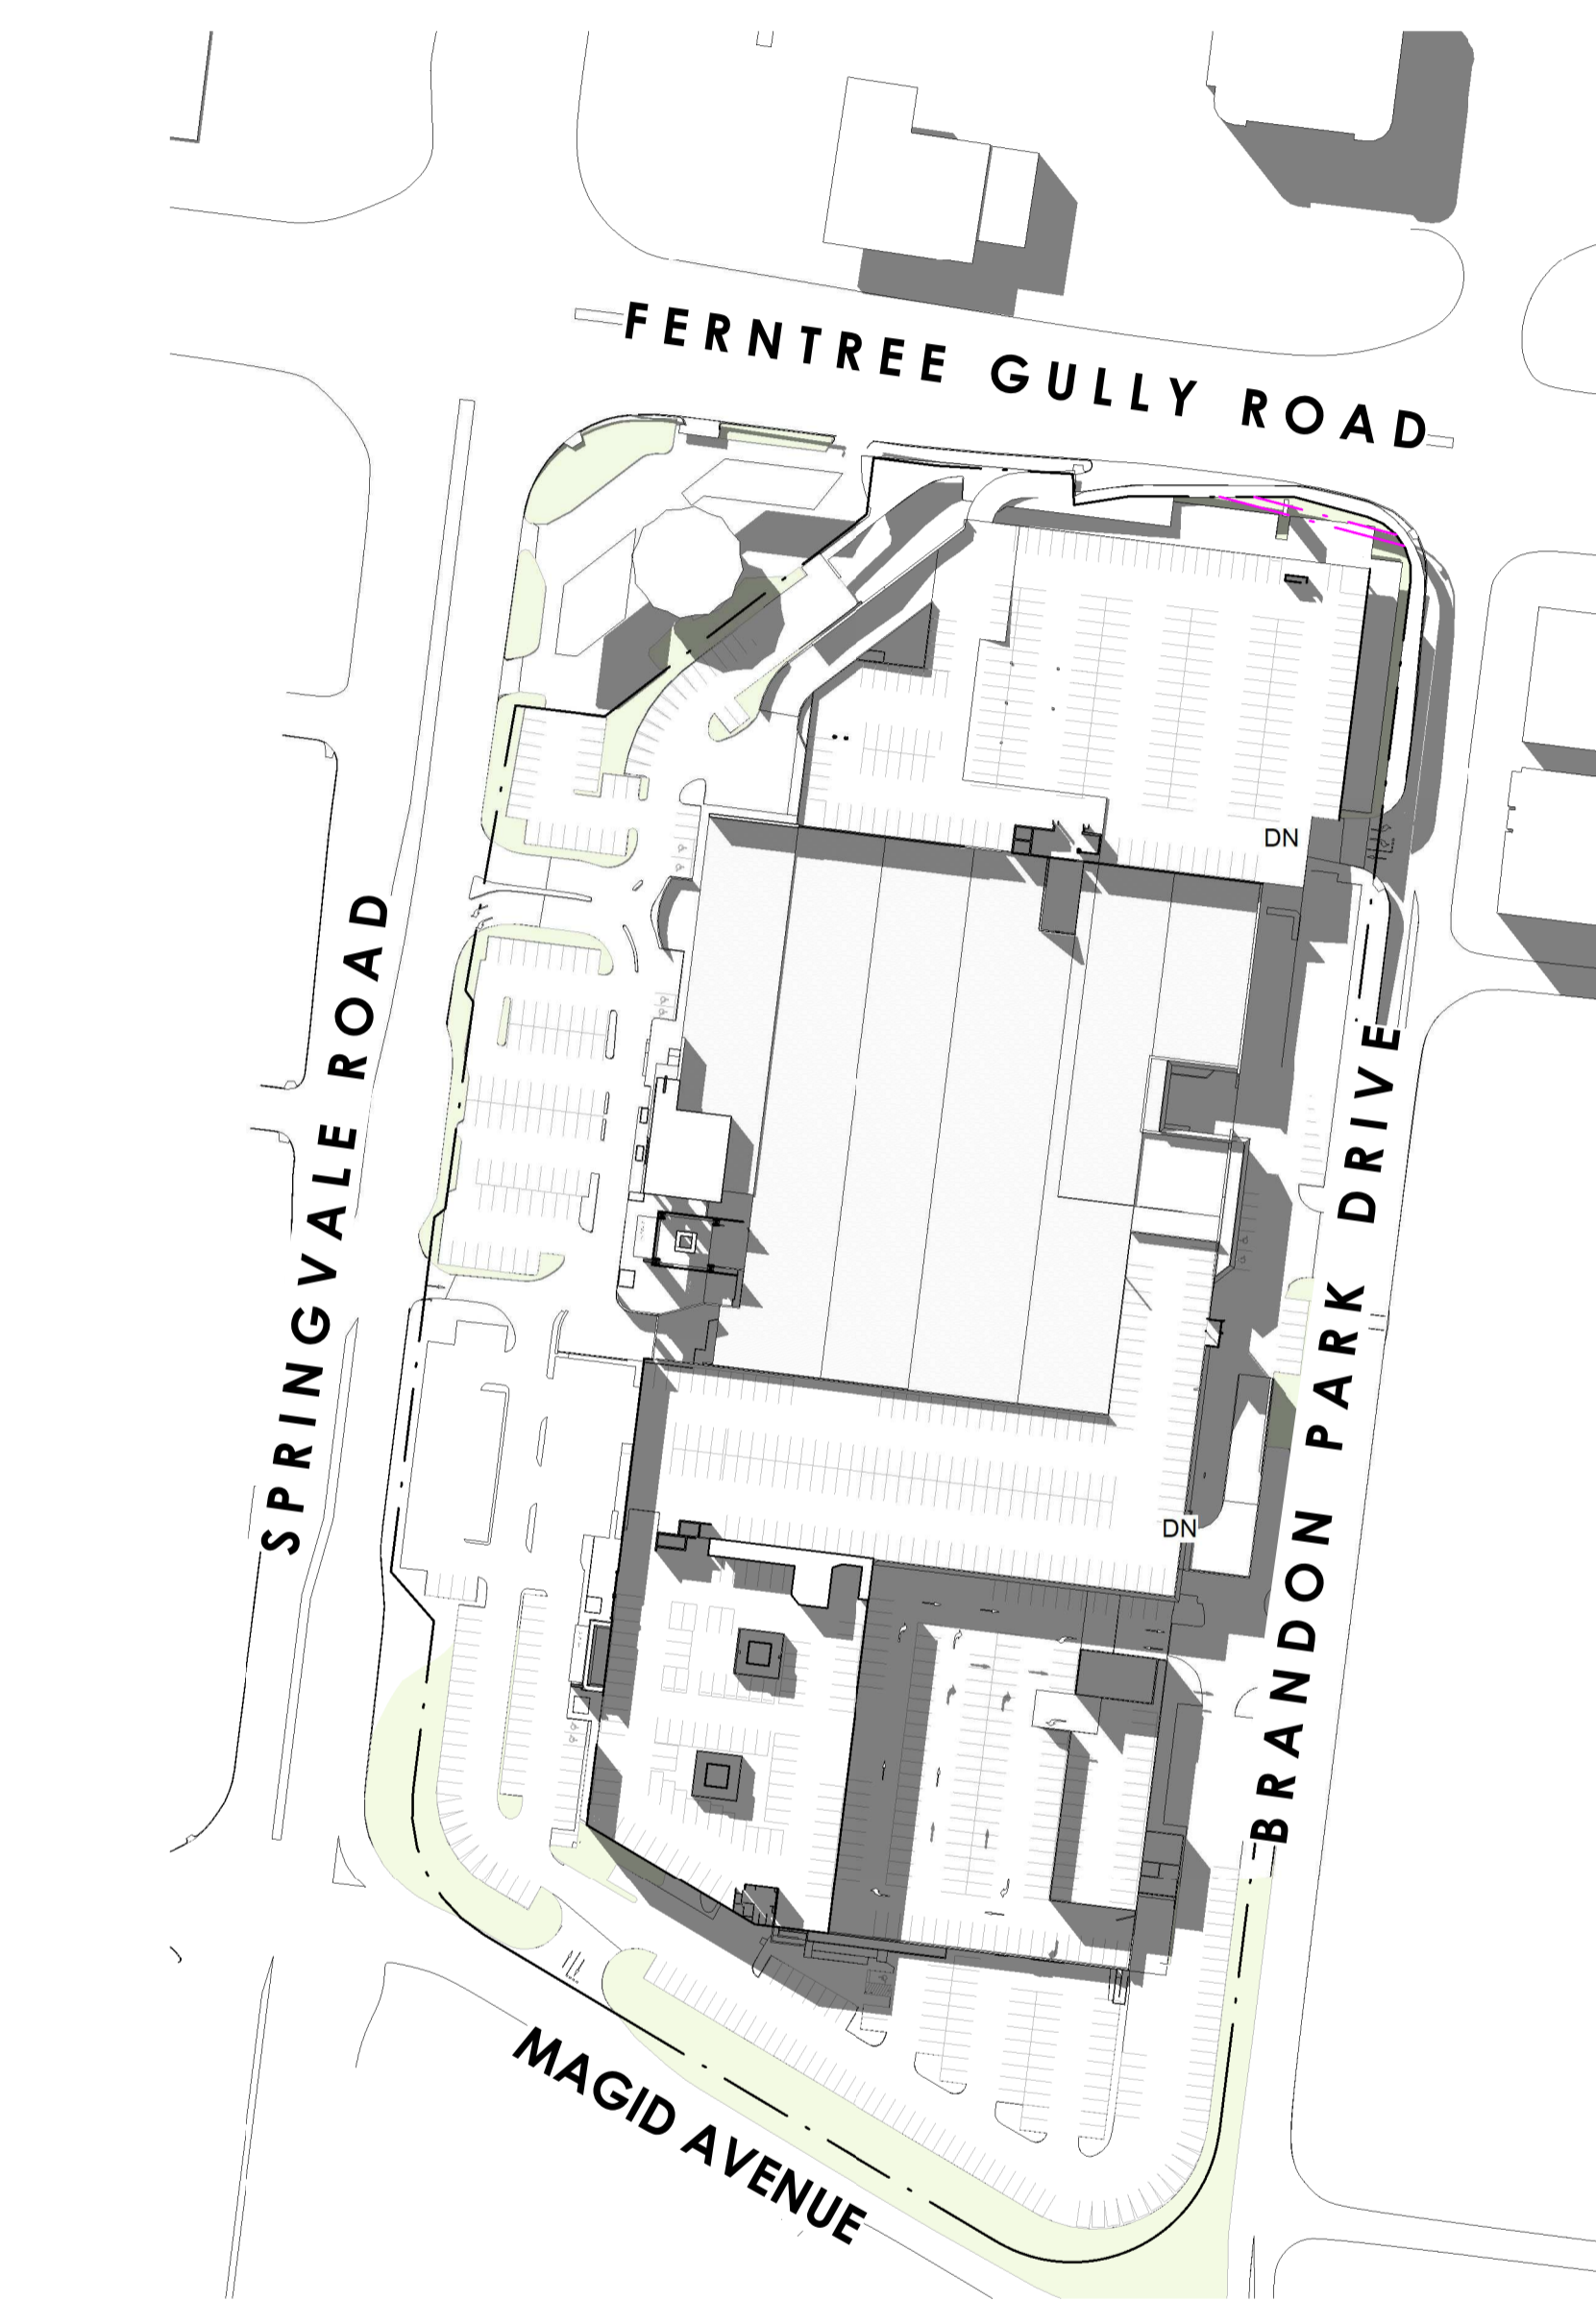 FERNTREE GULLY ROAD
DN
SPRINGVALE ROAD
BRANDON PARK DRIVE
DN
MAGID AVENUE